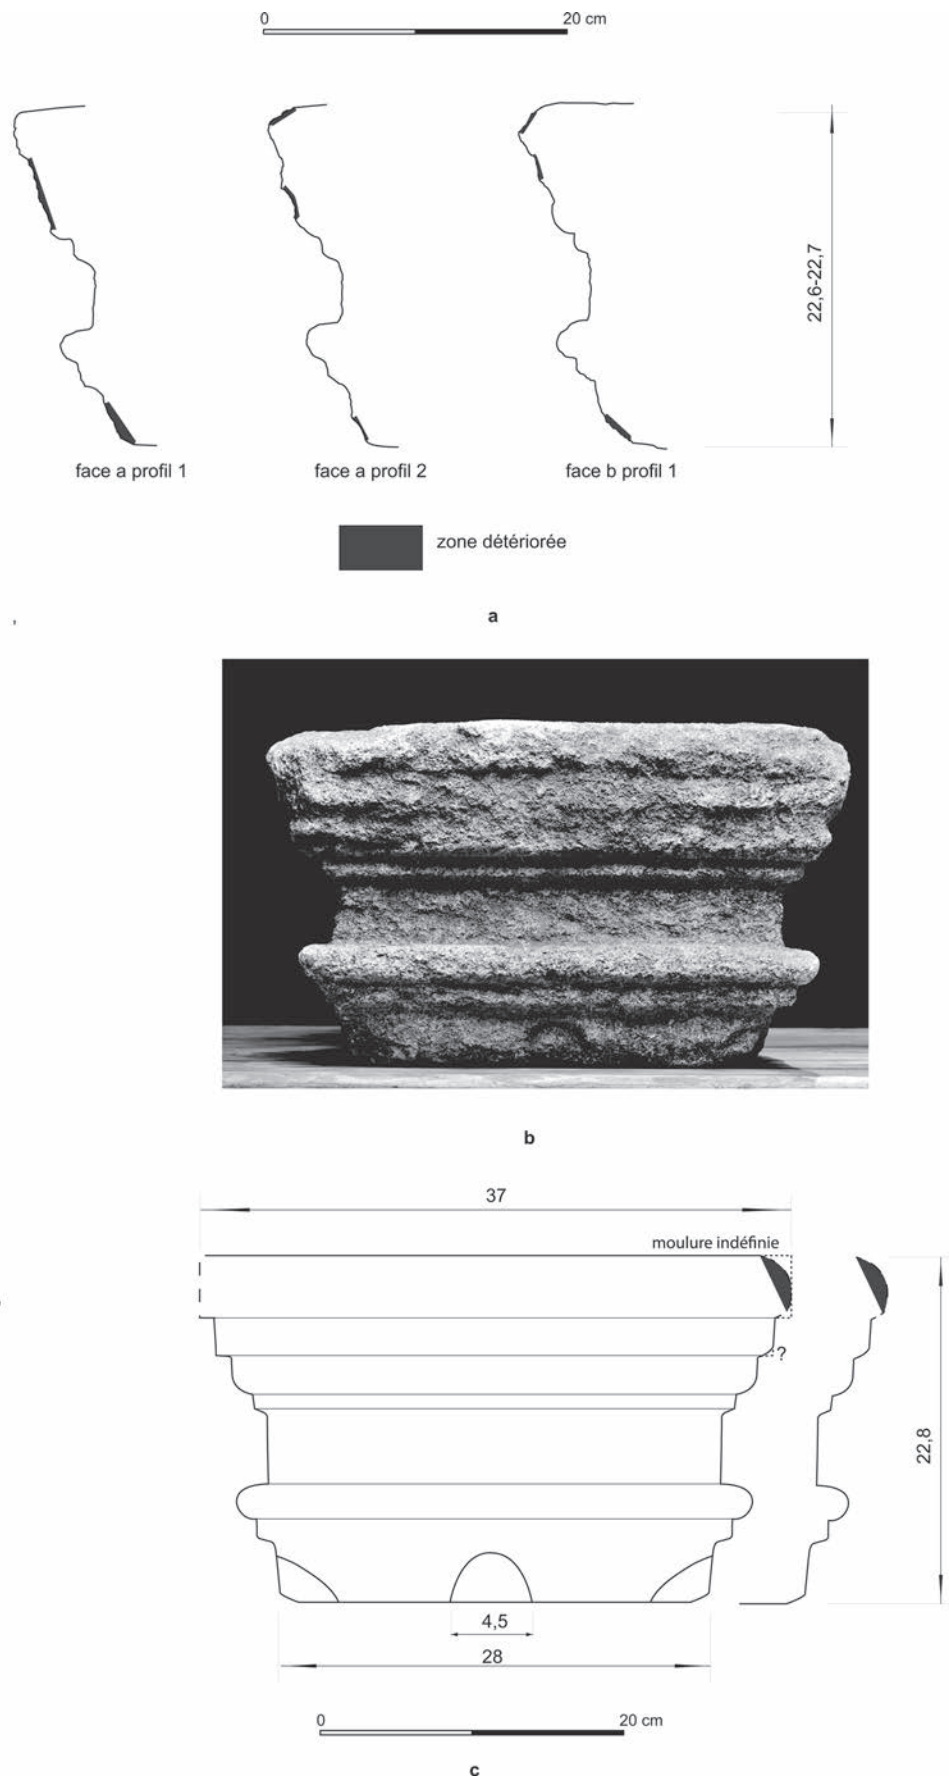 0 20 cm
22,6-22,7
face a profil 1 face a profil 2 face b profil 1
zone détériorée
,
a
b
37
moulure indéfinie
?
22,8
4,5
28
0 20 cm
c